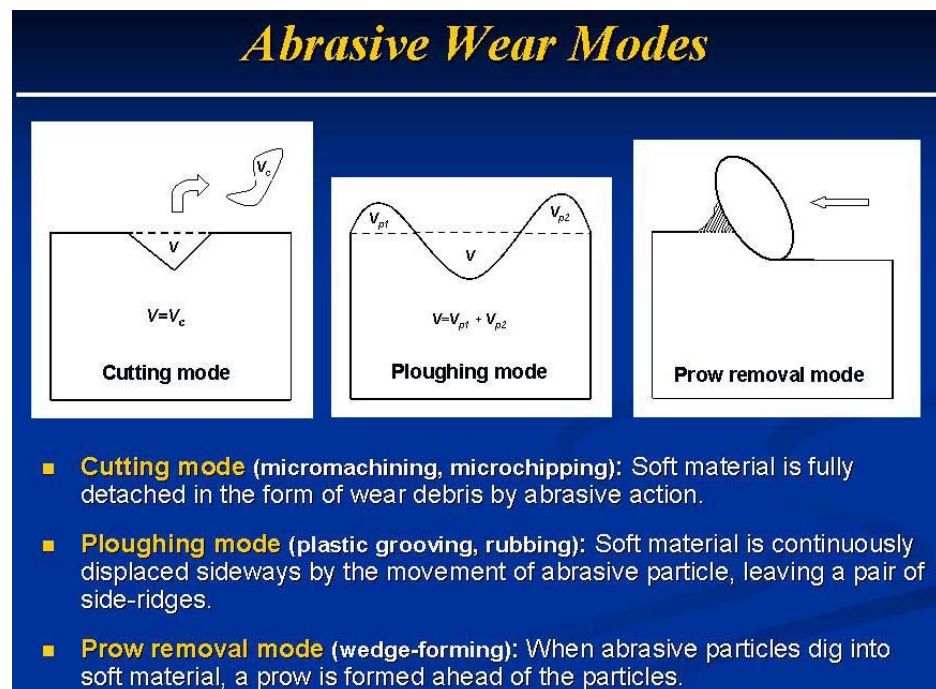 Abrasive Wear Modes
Vc
V
V=Vc
Cutting mode
Vp1
Vp2
V
V=Vp1 + Vp2
Ploughing mode
Prow removal mode
Cutting mode (micromachining, microchipping): Soft material is fully
detached in the form of wear debris by abrasive action.
Ploughing mode (plastic grooving, rubbing): Soft material is continuously
displaced sideways by the movement of abrasive particle, leaving a pair of
side-ridges.
Prow removal mode (wedge-forming): When abrasive particles dig into
soft material, a prow is formed ahead of the particles.